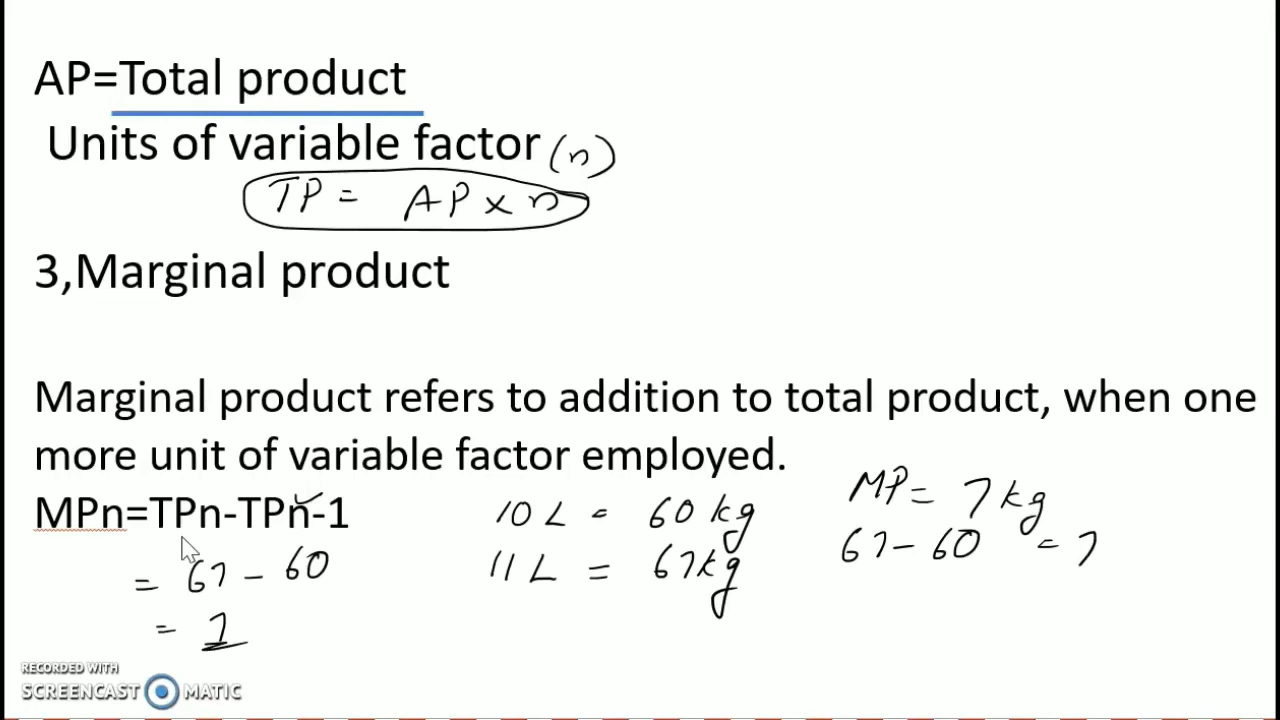 AP=Total product
Units of variable factor (n)
TP = AP x n
3,Marginal product
Marginal product refers to addition to total product, when one
more unit of variable factor employed.
MPn=TPn-TPn-1
= 67 - 60
= 7
10 L = 60 kg
11 L = 67kg
MP = 7 kg
67 - 60 = 7
RECORDED WITH
SCREENCAST MATIC